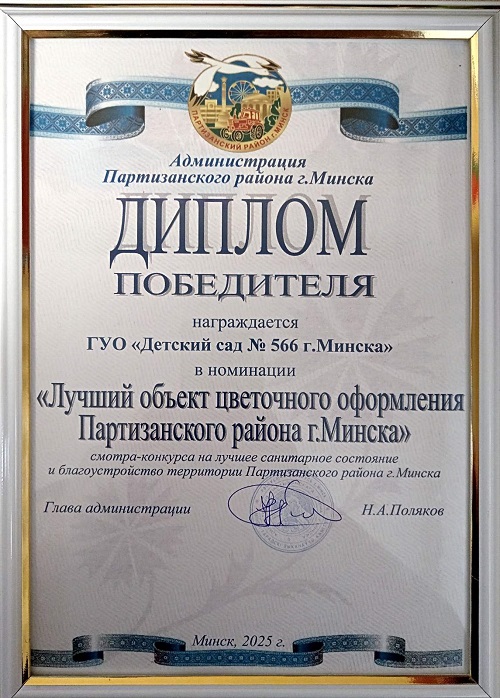 ПАРТИЗАНСКИЙ РАЙОН Г.МИНСК
Администрация
Партизанского района г.Минска
ДИПЛОМ
ПОБЕДИТЕЛЯ
награждается
ГУО «Детский сад № 566 г.Минска»
в номинации
«Лучший объект цветочного оформления
Партизанского района г.Минска»
смотра-конкурса на лучшее санитарное состояние
и благоустройство территории Партизанского района г.Минска
Глава администрации
Н.А.Поляков
Минск, 2025 г.